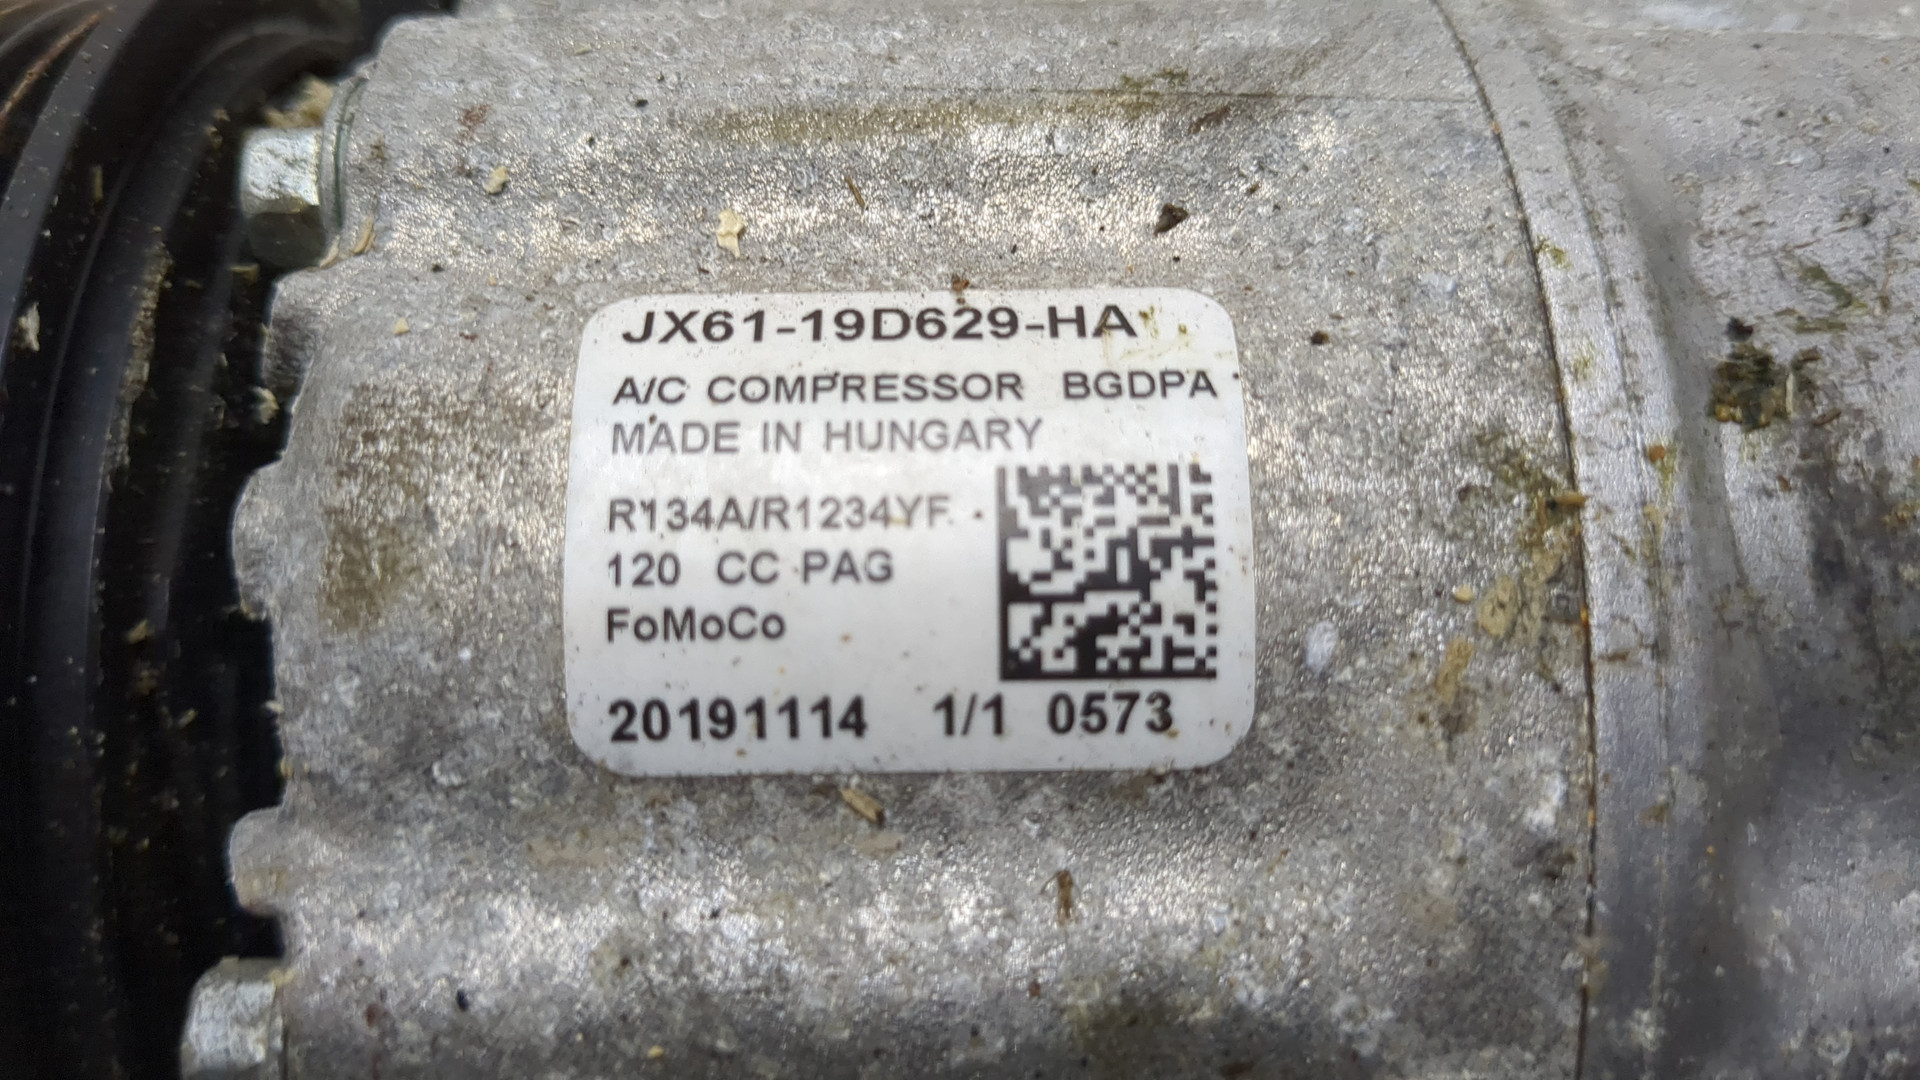 JX61-19D629-HA
A/C COMPRESSOR BGDPA
MADE IN HUNGARY
R134A/R1234YF
120 CC PAG
FoMoCo
20191114 1/1 0573